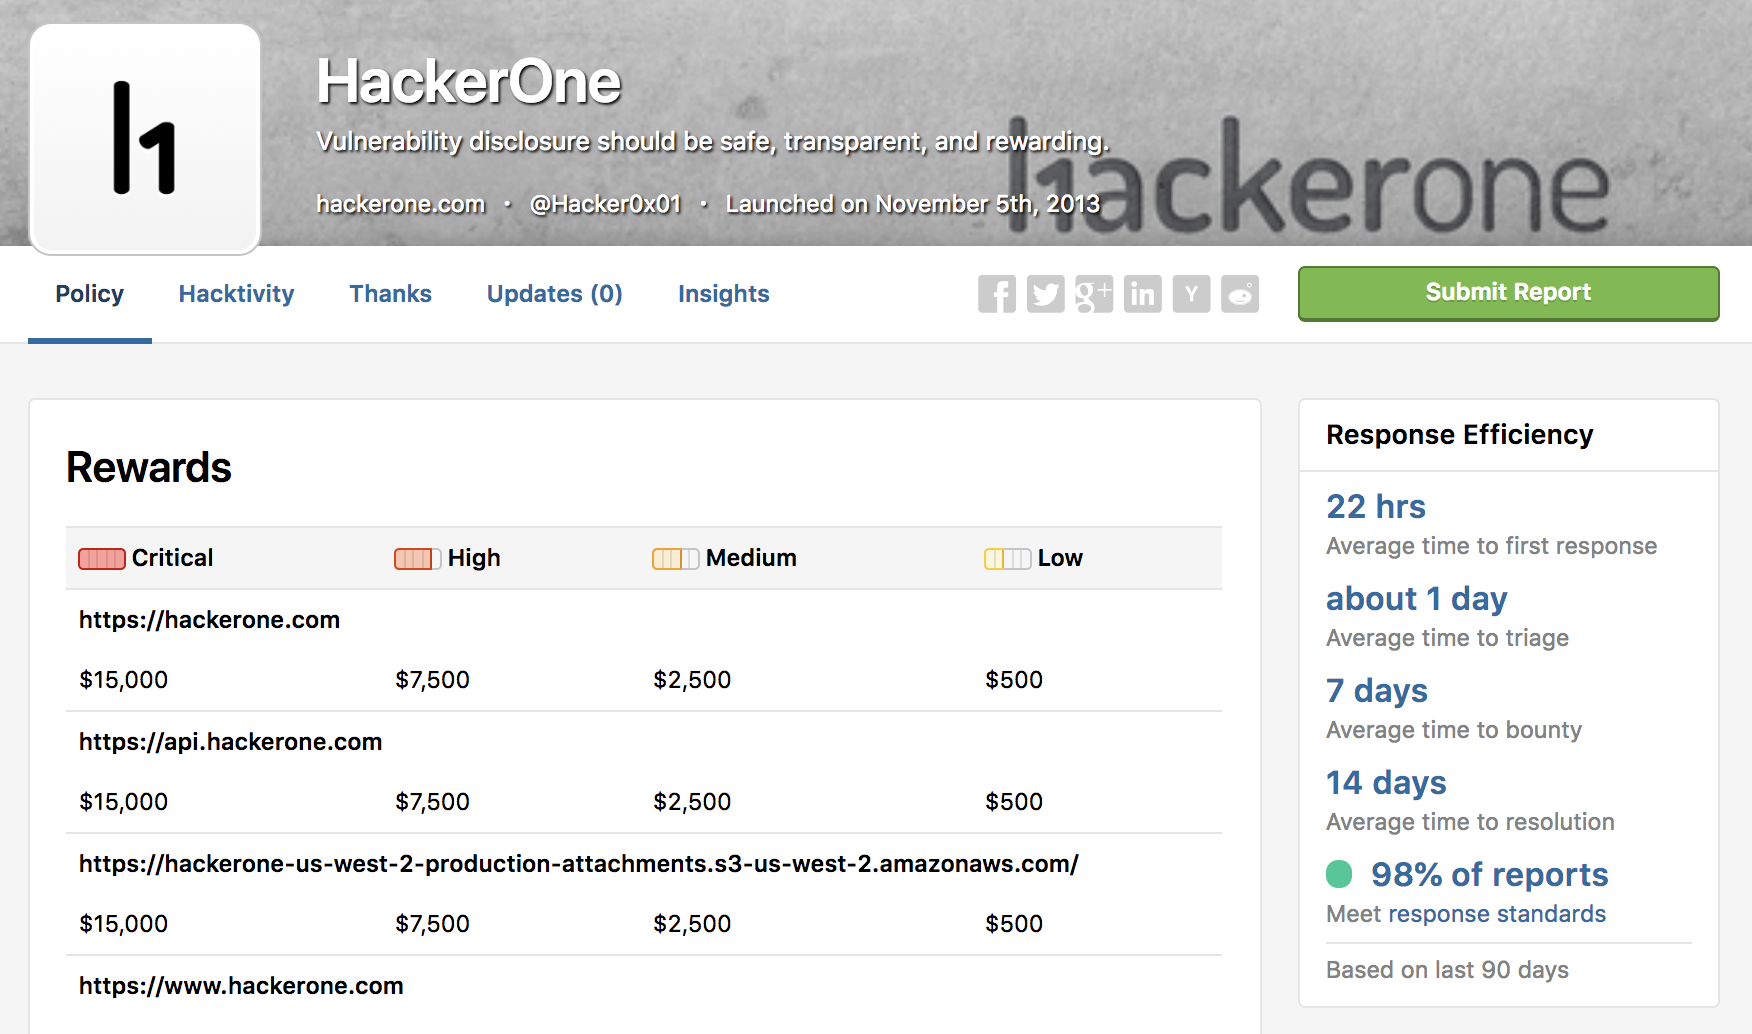 HackerOne
Vulnerability disclosure should be safe, transparent, and rewarding.
hackerone.com • @Hacker0x01 • Launched on November 5th, 2013
hackerone
Policy Hacktivity Thanks Updates (0) Insights
Submit Report
Rewards
Critical High Medium Low
https://hackerone.com
$15,000 $7,500 $2,500 $500
https://api.hackerone.com
$15,000 $7,500 $2,500 $500
https://hackerone-us-west-2-production-attachments.s3-us-west-2.amazonaws.com/
$15,000 $7,500 $2,500 $500
https://www.hackerone.com
Response Efficiency
22 hrs
Average time to first response
about 1 day
Average time to triage
7 days
Average time to bounty
14 days
Average time to resolution
98% of reports
Meet response standards
Based on last 90 days